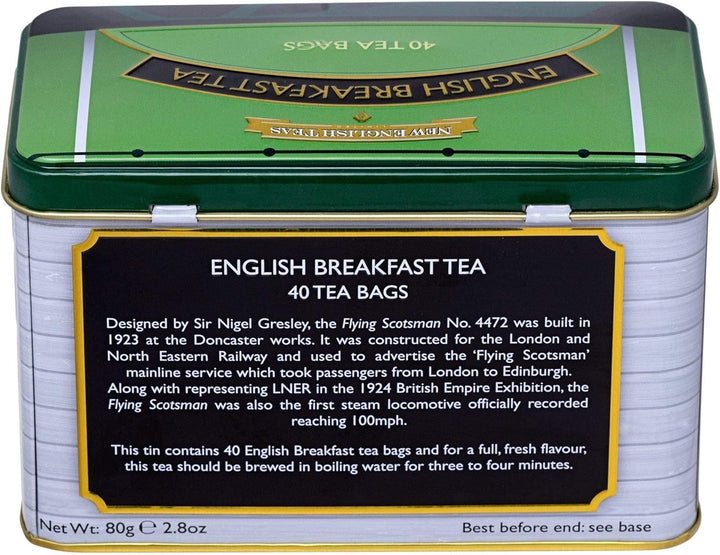 40 TEA BAGS
ENGLISH BREAKFAST TEA
NEW ENGLISH TEAS
ENGLISH BREAKFAST TEA
40 TEA BAGS
Designed by Sir Nigel Gresley, the Flying Scotsman No. 4472 was built in
1923 at the Doncaster works. It was constructed for the London and
North Eastern Railway and used to advertise the ‘Flying Scotsman’
mainline service which took passengers from London to Edinburgh.
Along with representing LNER in the 1924 British Empire Exhibition, the
Flying Scotsman was also the first steam locomotive officially recorded
reaching 100mph.
This tin contains 40 English Breakfast tea bags and for a full, fresh flavour,
this tea should be brewed in boiling water for three to four minutes.
Net Wt: 80g ℮ 2.8oz
Best before end: see base